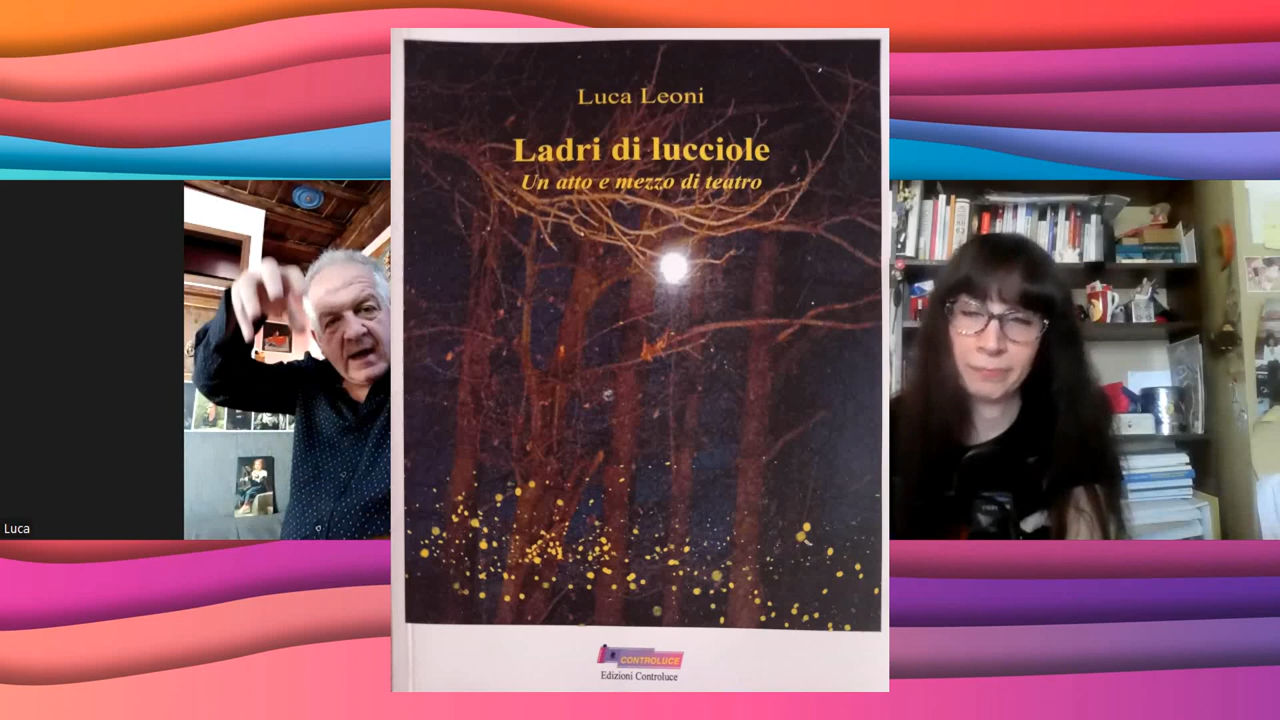 Luca Leoni
Ladri di lucciole
Un atto e mezzo di teatro
CONTROLUCE
Edizioni Controluce
Luca